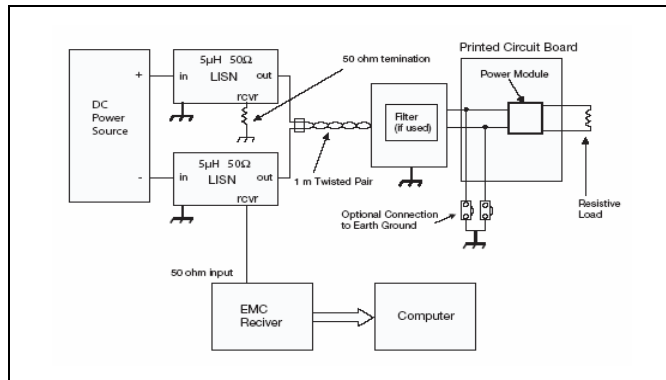 DC
Power
Source
+
-
5µH 50Ω
LISN
in
out
rcvr
50 ohm temination
5µH 50Ω
LISN
in
out
rcvr
1 m Twisted Pair
Filter
(if used)
Printed Circuit Board
Power Module
Resistive
Load
Optional Connection
to Earth Ground
50 ohm input
EMC
Reciver
Computer